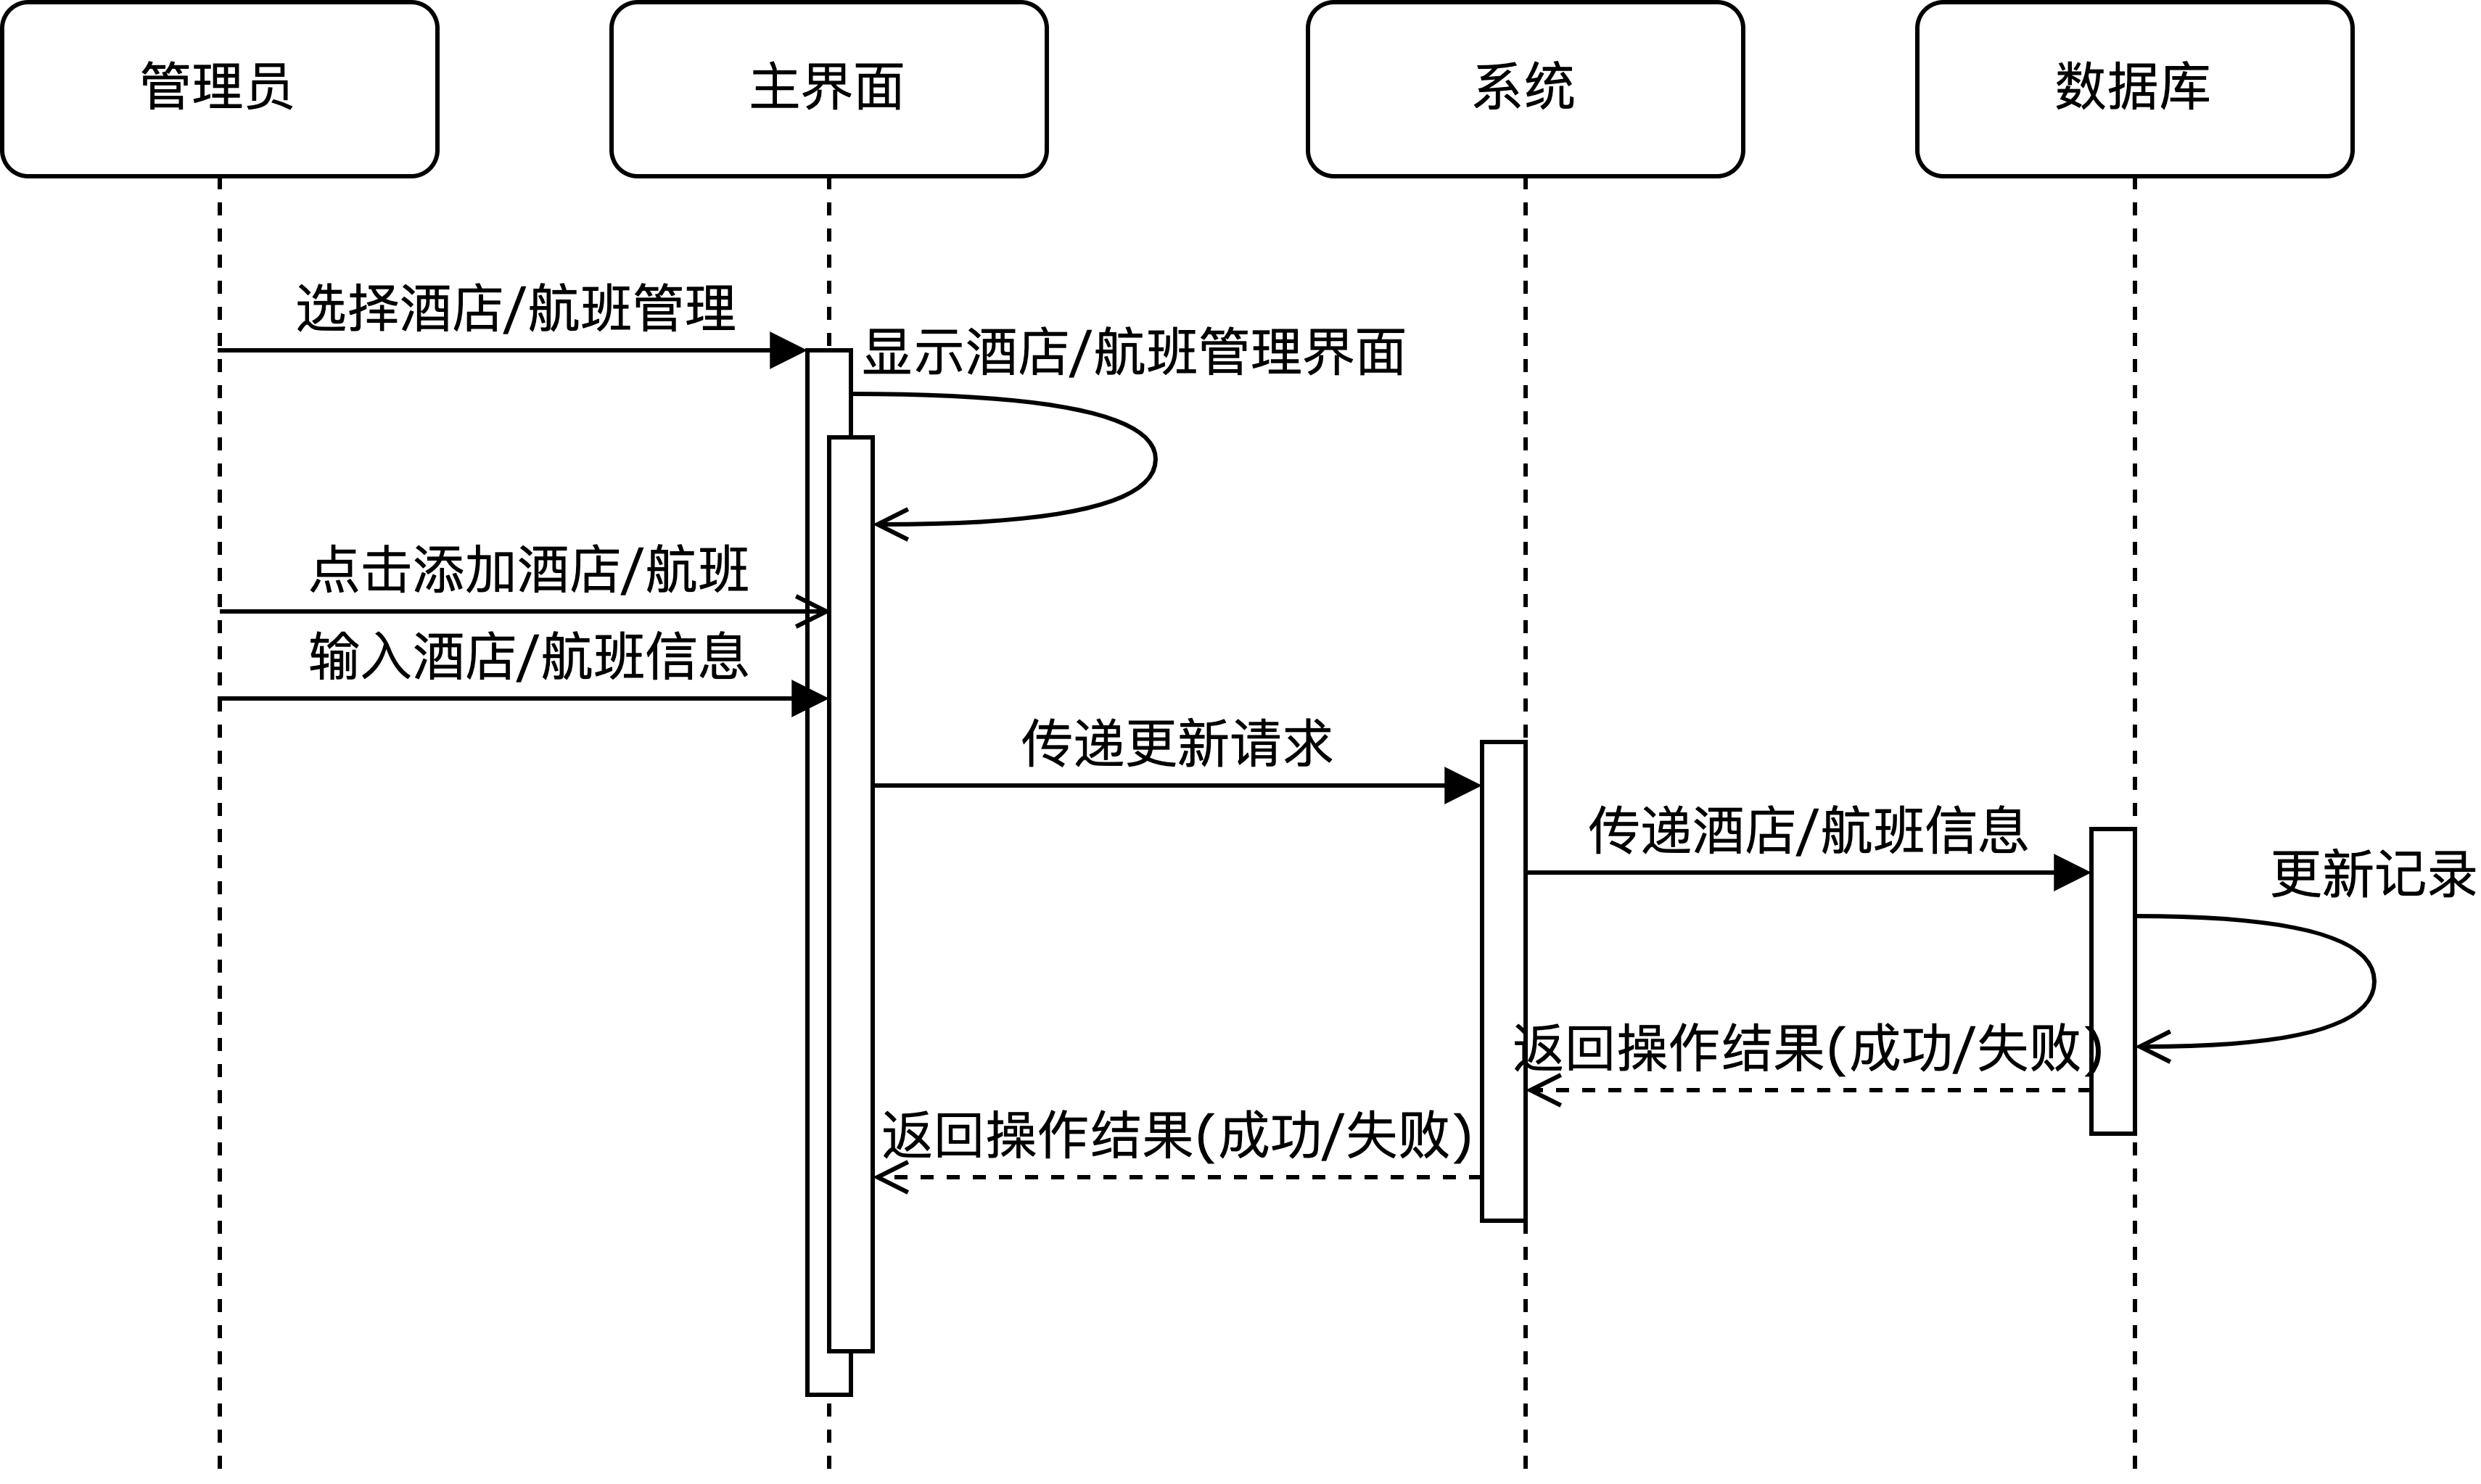 管理员
主界面
系统
数据库
选择酒店/航班管理
显示酒店/航班管理界面
点击添加酒店/航班
输入酒店/航班信息
传递更新请求
传递酒店/航班信息
更新记录
返回操作结果(成功/失败)
返回操作结果(成功/失败)